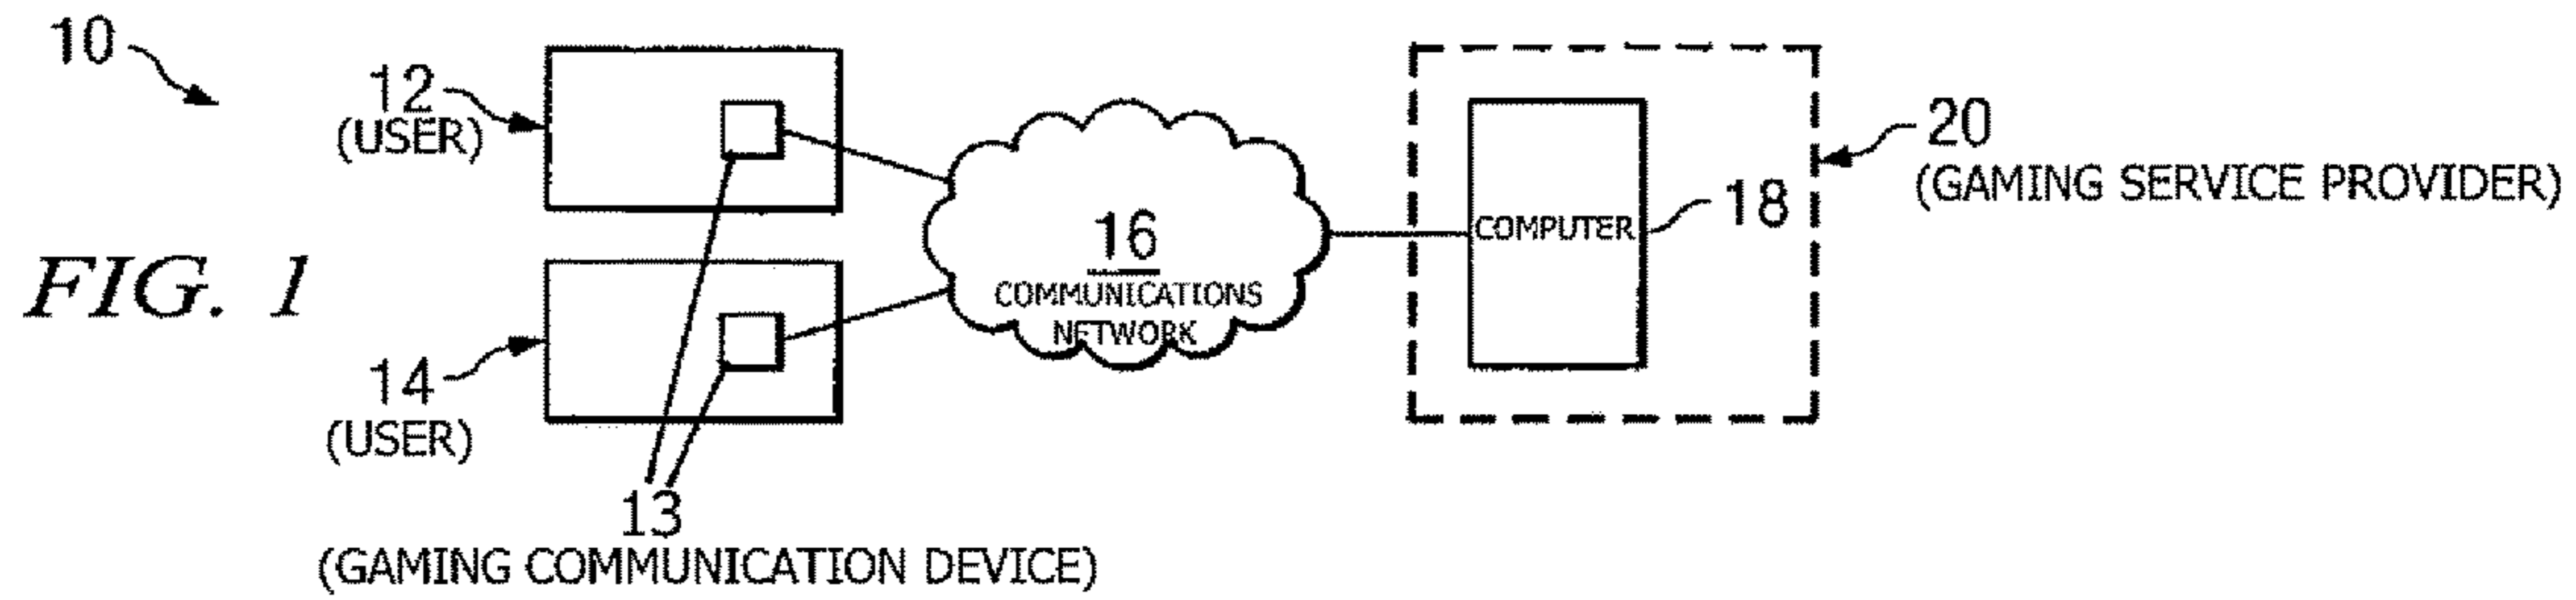 10
12
(USER)
FIG. 1
14
(USER)
13
(GAMING COMMUNICATION DEVICE)
16
COMMUNICATIONS
NETWORK
COMPUTER
18
20
(GAMING SERVICE PROVIDER)